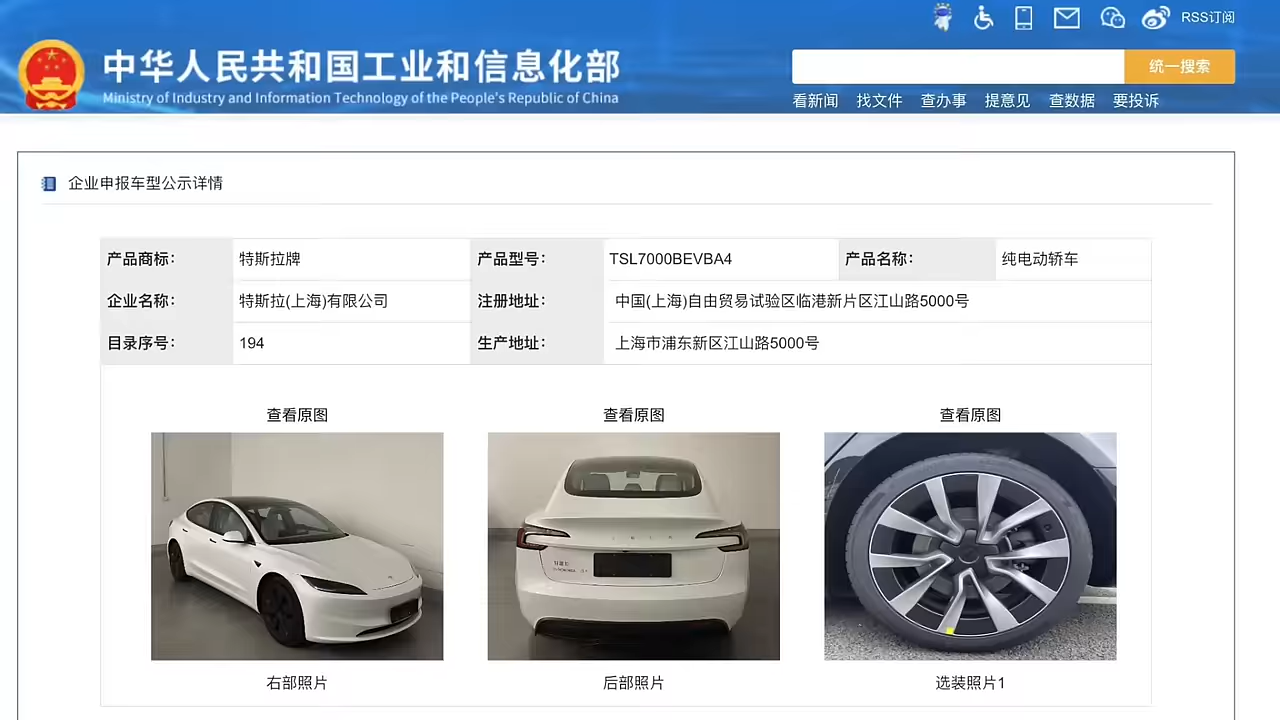 RSS订阅
中华人民共和国工业和信息化部
Ministry of Industry and Information Technology of the People's Republic of China
统一搜索
看新闻 找文件 查办事 提意见 查数据 要投诉
企业申报车型公示详情
产品商标: 特斯拉牌 产品型号: TSL7000BEVBA4 产品名称: 纯电动轿车
企业名称: 特斯拉(上海)有限公司 注册地址: 中国(上海)自由贸易试验区临港新片区江山路5000号
目录序号: 194 生产地址: 上海市浦东新区江山路5000号
查看原图 查看原图 查看原图
右部照片 后部照片 选装照片1